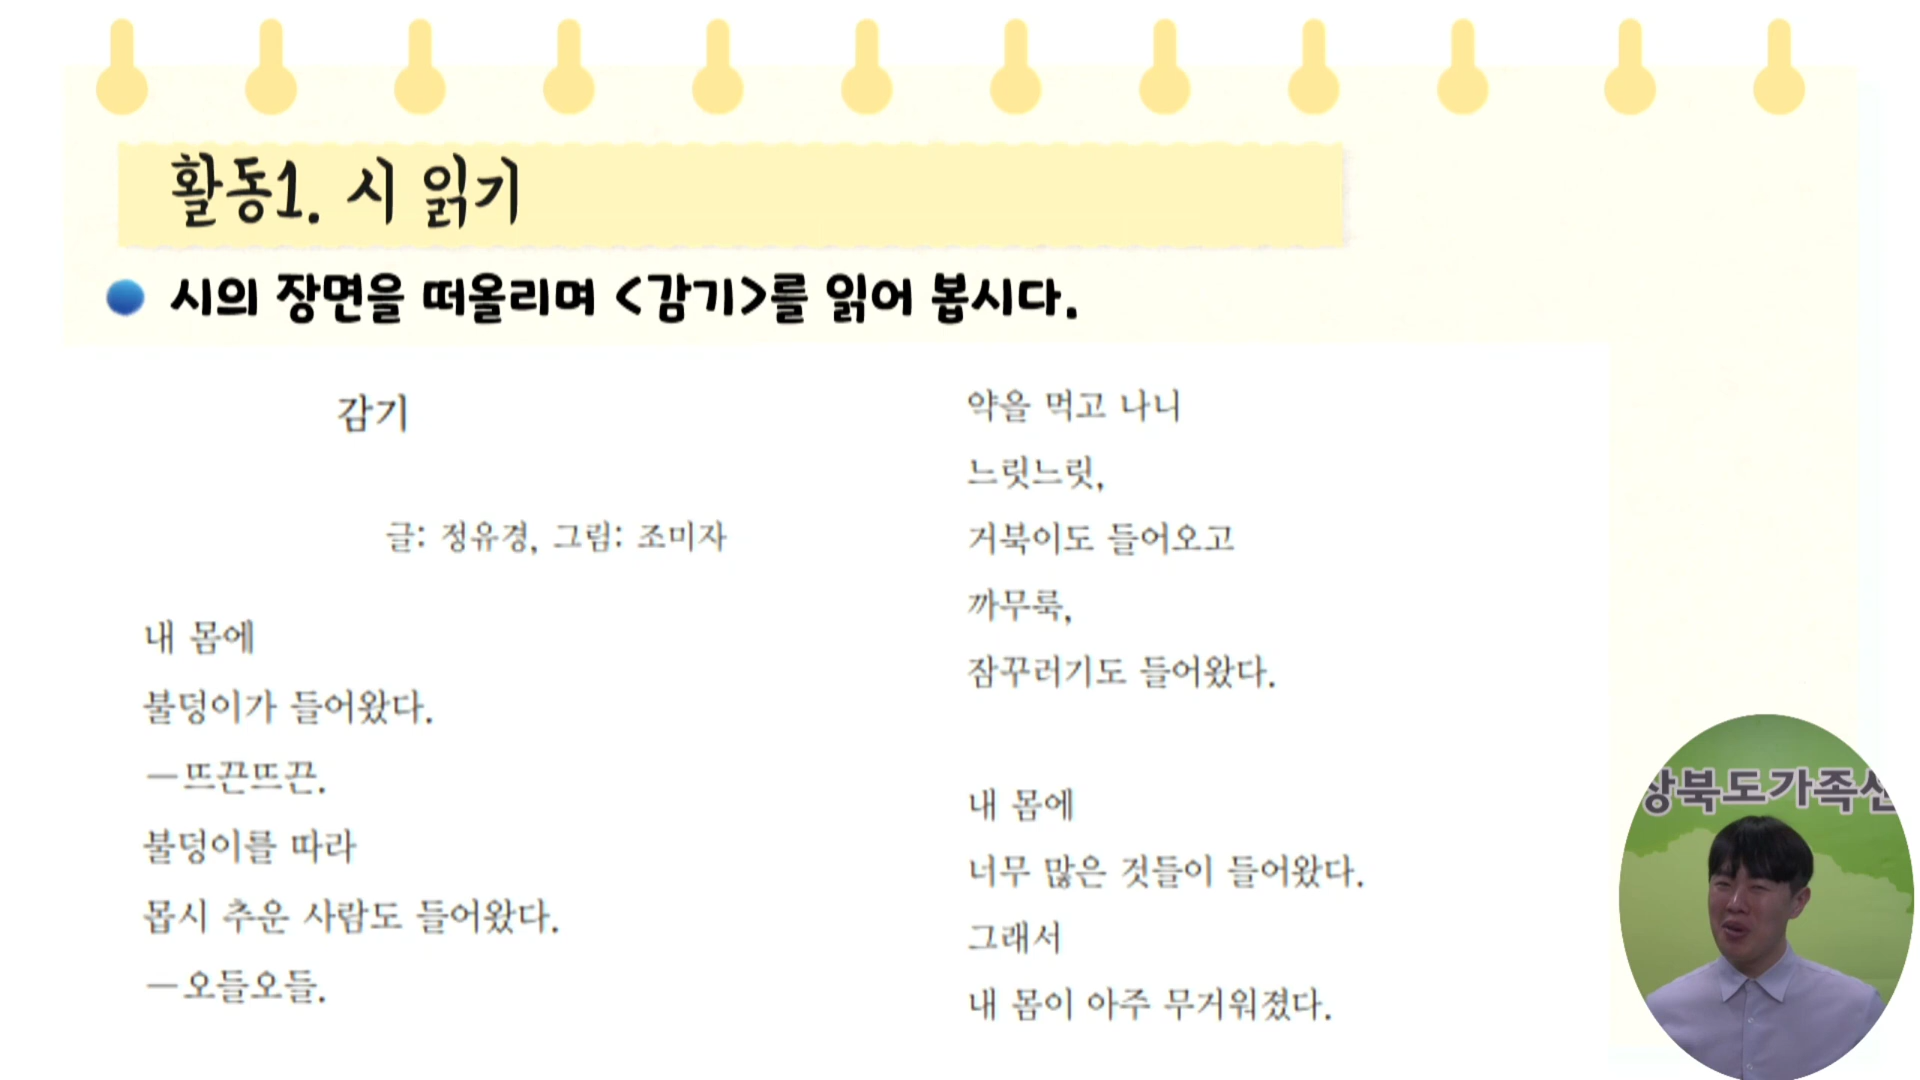 활동1. 시 읽기
시의 장면을 떠올리며 <감기>를 읽어 봅시다.
감기
글: 정유경, 그림: 조미자
내 몸에
불덩이가 들어왔다.
—뜨끈뜨끈.
불덩이를 따라
몹시 추운 사람도 들어왔다.
—오들오들.
약을 먹고 나니
느릿느릿,
거북이도 들어오고
까무룩,
잠꾸러기도 들어왔다.
내 몸에
너무 많은 것들이 들어왔다.
그래서
내 몸이 아주 무거워졌다.
상북도가족센